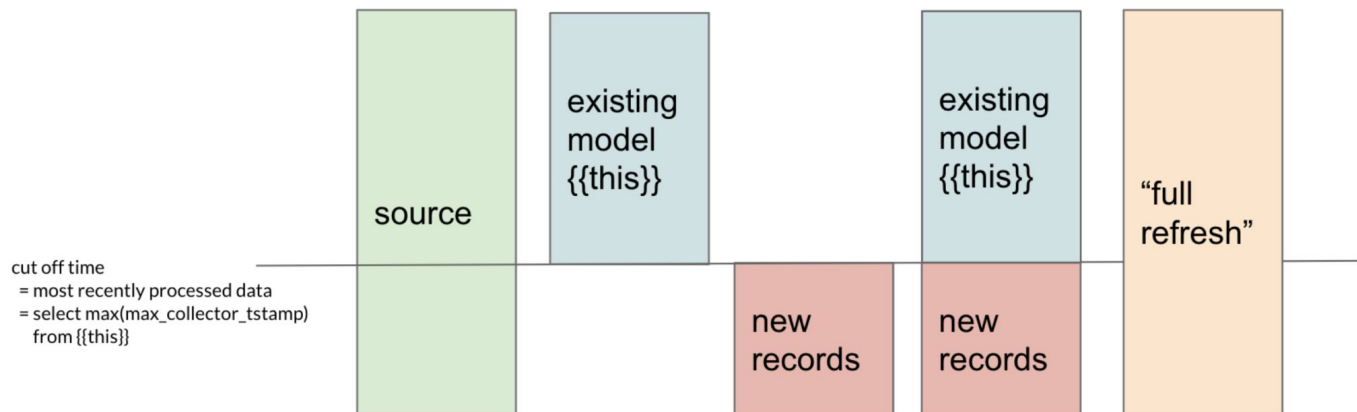 source
existing
model
{{this}}
existing
model
{{this}}
“full
refresh”
cut off time
= most recently processed data
= select max(max_collector_tstamp)
from {{this}}
new
records
new
records